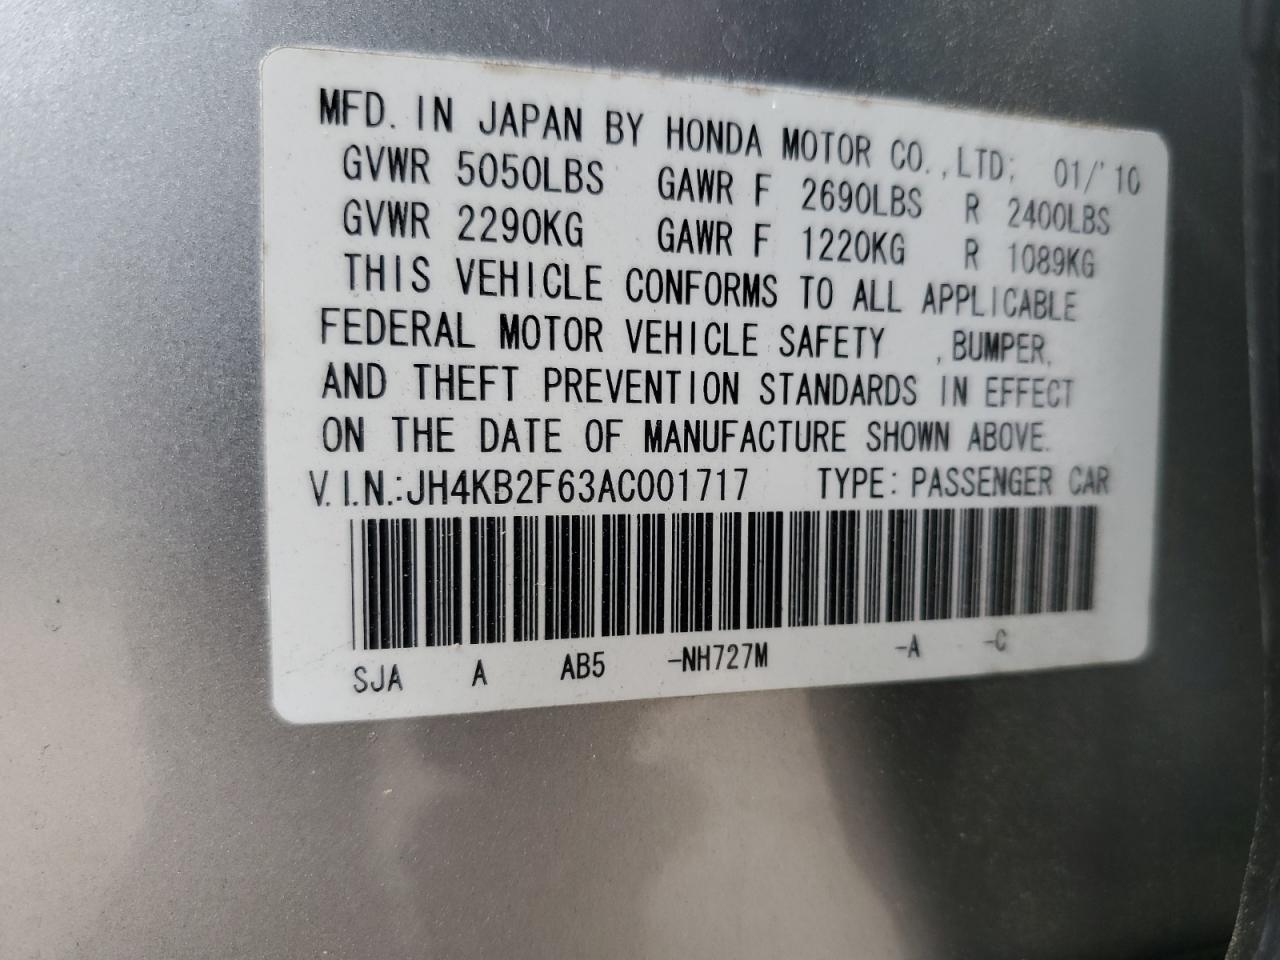 MFD. IN JAPAN BY HONDA MOTOR CO.,LTD; 01/'10
GVWR 5050LBS GAWR F 2690LBS R 2400LBS
GVWR 2290KG GAWR F 1220KG R 1089KG
THIS VEHICLE CONFORMS TO ALL APPLICABLE
FEDERAL MOTOR VEHICLE SAFETY , BUMPER,
AND THEFT PREVENTION STANDARDS IN EFFECT
ON THE DATE OF MANUFACTURE SHOWN ABOVE.
V.I.N.:JH4KB2F63AC001717 TYPE: PASSENGER CAR
SJA A AB5 -NH727M -A -C